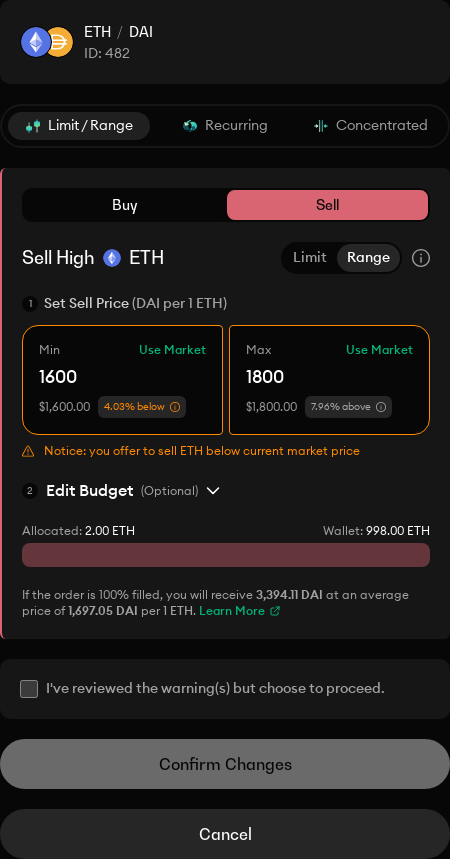 ETH / DAI
ID: 482
Limit / Range Recurring Concentrated
Buy Sell
Sell High ETH Limit Range
1 Set Sell Price (DAI per 1 ETH)
Min Use Market Max Use Market
1600 1800
$1,600.00 4.03% below $1,800.00 7.96% above
Notice: you offer to sell ETH below current market price
2 Edit Budget (Optional)
Allocated: 2.00 ETH Wallet: 998.00 ETH
If the order is 100% filled, you will receive 3,394.11 DAI at an average
price of 1,697.05 DAI per 1 ETH. Learn More
I've reviewed the warning(s) but choose to proceed.
Confirm Changes
Cancel